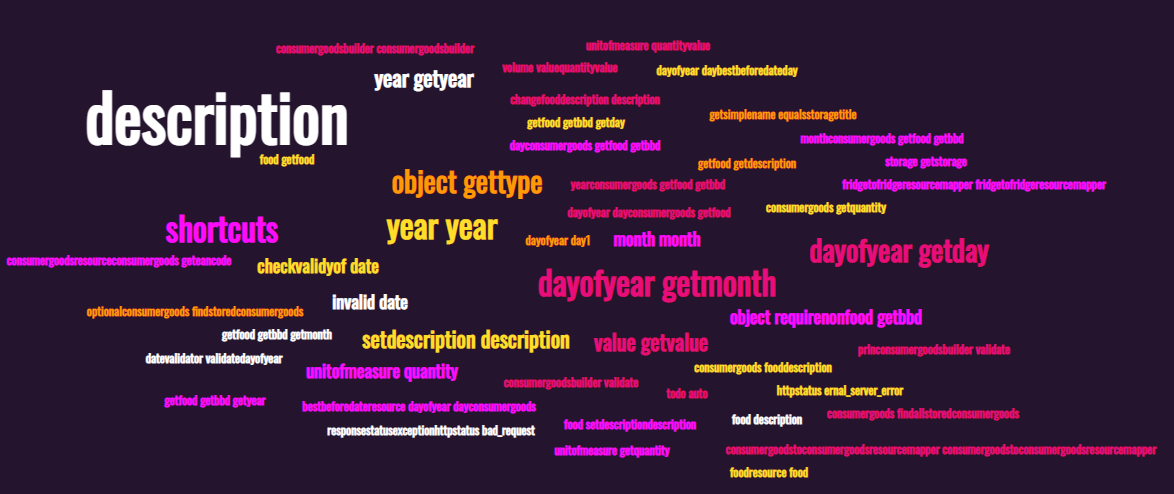 consumergoodsbuilder consumergoodsbuilder
unitofmeasure quantityvalue
year getyear
volume valuequantityvalue
dayofyear daybestbeforedateday
description
changefooddescription description
getfood getbbd getday
getsimplename equalsstoragetitle
dayconsumergoods getfood getbbd
monthconsumergoods getfood getbbd
food getfood
getfood getdescription
storage getstorage
object gettype
yearconsumergoods getfood getbbd
fridgetofridgeresourcemapper fridgetofridgeresourcemapper
dayofyear dayconsumergoods getfood
consumergoods getquantity
shortcuts
year year
dayofyear day1
month month
dayofyear getday
consumergoodsresourceconsumergoods geteancode
checkvalidyof date
dayofyear getmonth
invalid date
optionalconsumergoods findstoredconsumergoods
object requirenonfood getbbd
getfood getbbd getmonth
setdescription description
value getvalue
princonsumergoodsbuilder validate
datevalidator validatedayofyear
unitofmeasure quantity
consumergoods fooddescription
consumergoodsbuilder validate
todo auto
httpstatus ernal_server_error
getfood getbbd getyear
bestbeforedateresource dayofyear dayconsumergoods
food setdescriptiondescription
food description
consumergoods findallstoredconsumergoods
responsestatusexceptionhttpstatus bad_request
unitofmeasure getquantity
consumergoodstoconsumergoodsresourcemapper consumergoodstoconsumergoodsresourcemapper
foodresource food